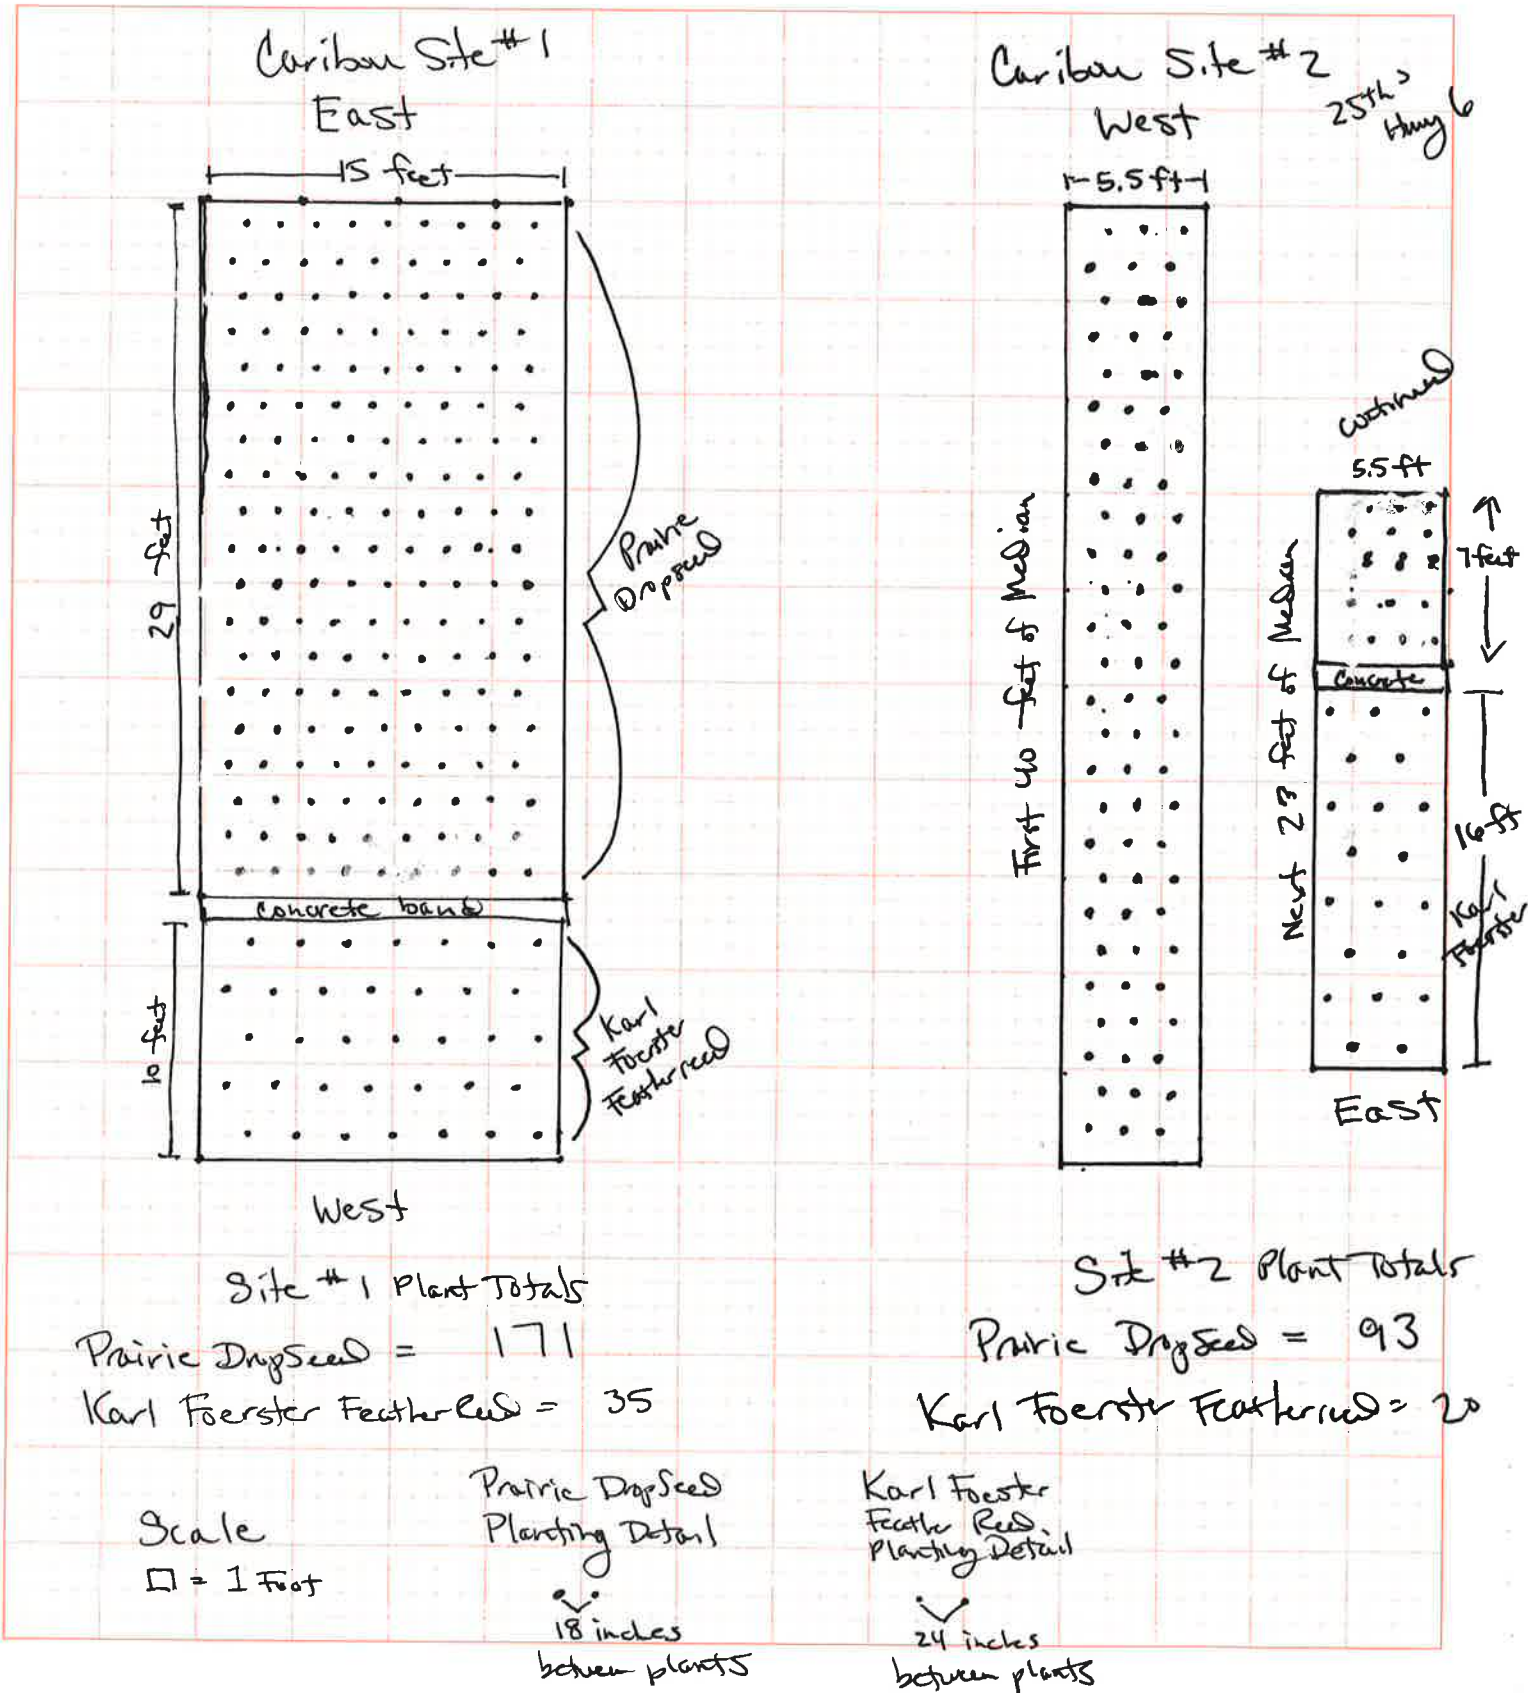 Caribou Site #1
East
15 feet
29 feet
Prairie
Dropseed
concrete band
10 feet
Karl
Foerster
Featherreed
West
Caribou Site #2
West
25th &
Hwy 6
5.5 ft
First 40 feet of Median
continued
5.5 ft
7 feet
Next 23 feet of Median
Concrete
16 ft
Karl
Foerster
East
Site #1 Plant Totals
Prairie DropSeed = 171
Karl Foerster FeatherReed = 35
Site #2 Plant Totals
Prairie DropSeed = 93
Karl Foerster Featherreed = 20
Scale
□ = 1 Foot
Prairie DropSeed
Planting Detail
18 inches
between plants
Karl Foester
Feather Reed
Planting Detail
24 inches
between plants